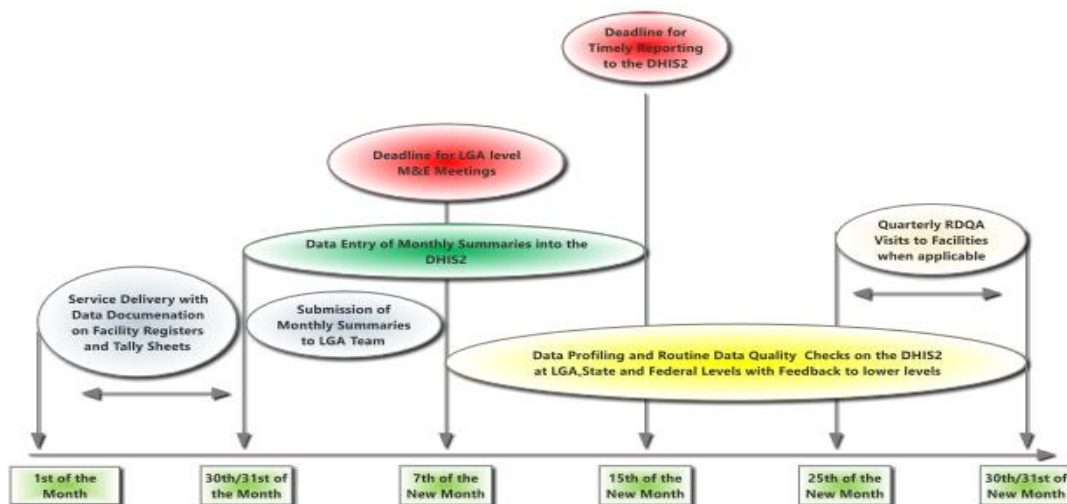 Deadline for
Timely Reporting
to the DHIS2
Deadline for LGA level
M&E Meetings
Data Entry of Monthly Summaries into the
DHIS2
Quarterly RDQA
Visits to Facilities
when applicable
Service Delivery with
Data Documenation
on Facility Registers
and Tally Sheets
Submission of
Monthly Summaries
to LGA Team
Data Profiling and Routine Data Quality Checks on the DHIS2
at LGA,State and Federal Levels with Feedback to lower levels
1st of the
Month
30th/31st of
the Month
7th of the
New Month
15th of the
New Month
25th of the
New Month
30th/31st of
New Month